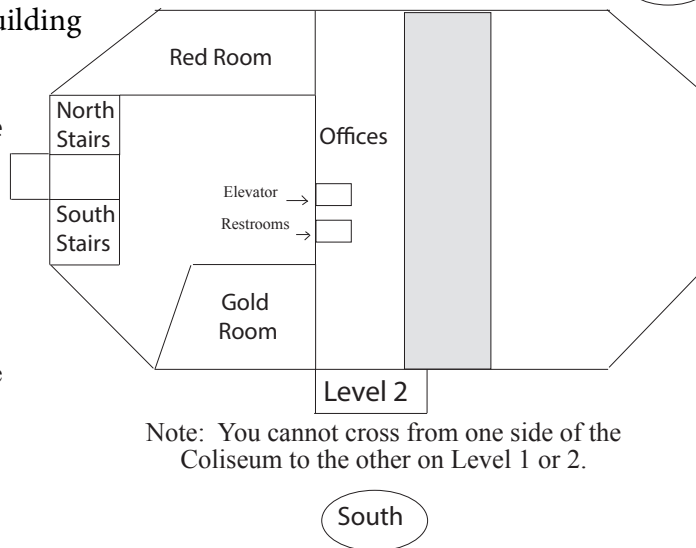 uilding
Red Room
North
Stairs
Offices
Elevator
South
Stairs
Restrooms
Gold
Room
Level 2
Note: You cannot cross from one side of the
Coliseum to the other on Level 1 or 2.
South